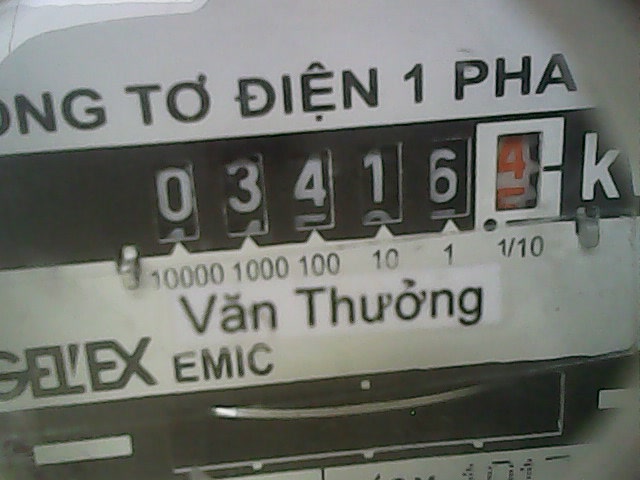 ÔNG TƠ ĐIỆN 1 PHA
0 3 4 1 6 4 k
10000 1000 100 10 1 1/10
Văn Thưởng
GELEX EMIC